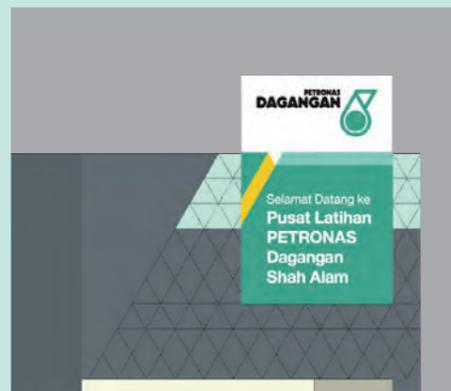 PETRONAS
DAGANGAN
Selamat Datang ke
Pusat Latihan
PETRONAS
Dagangan
Shah Alam